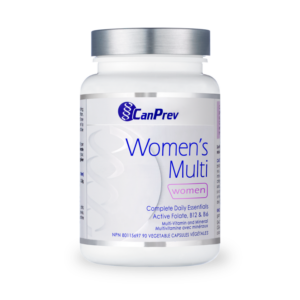 CanPrev
Women's
Multi
women
Complete Daily Essentials
Active Folate, B12 & B6
Multi-Vitamin and Mineral
Multivitamine avec minéraux
90 VEGETABLE CAPSULES VÉGÉTALES